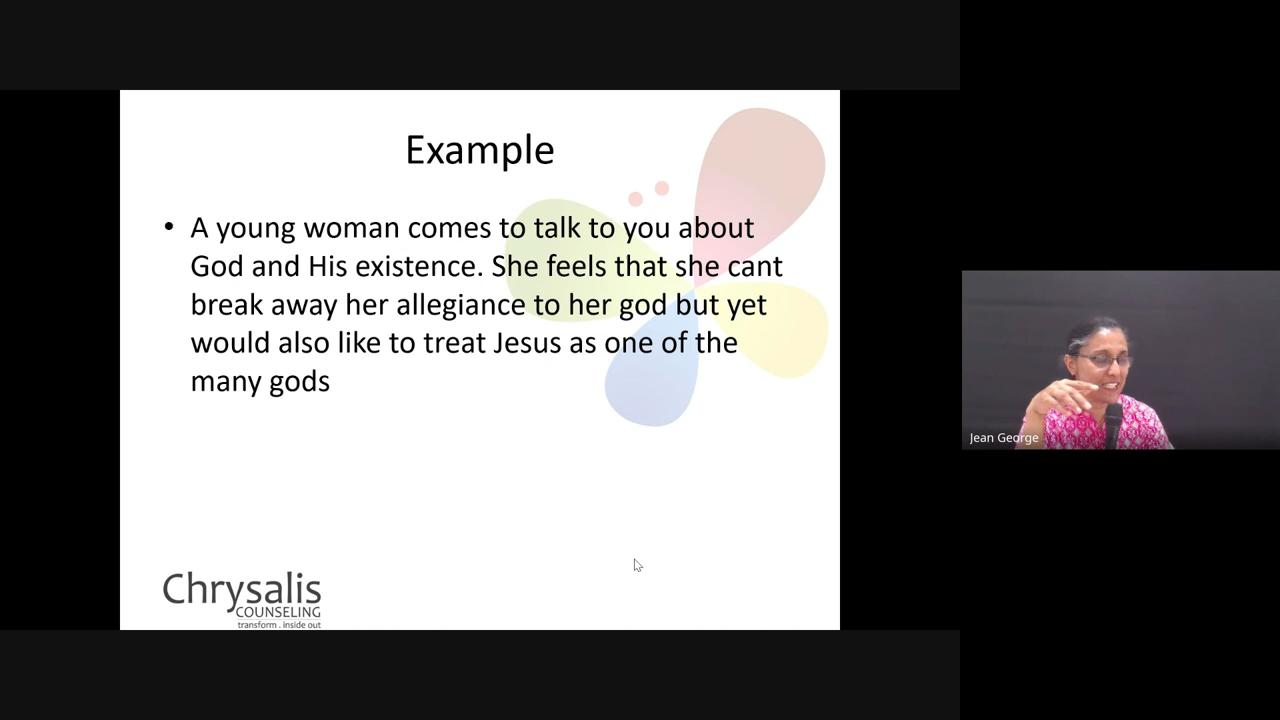 Example
• A young woman comes to talk to you about
God and His existence. She feels that she cant
break away her allegiance to her god but yet
would also like to treat Jesus as one of the
many gods
Chrysalis
COUNSELING
transform . inside out
Jean George